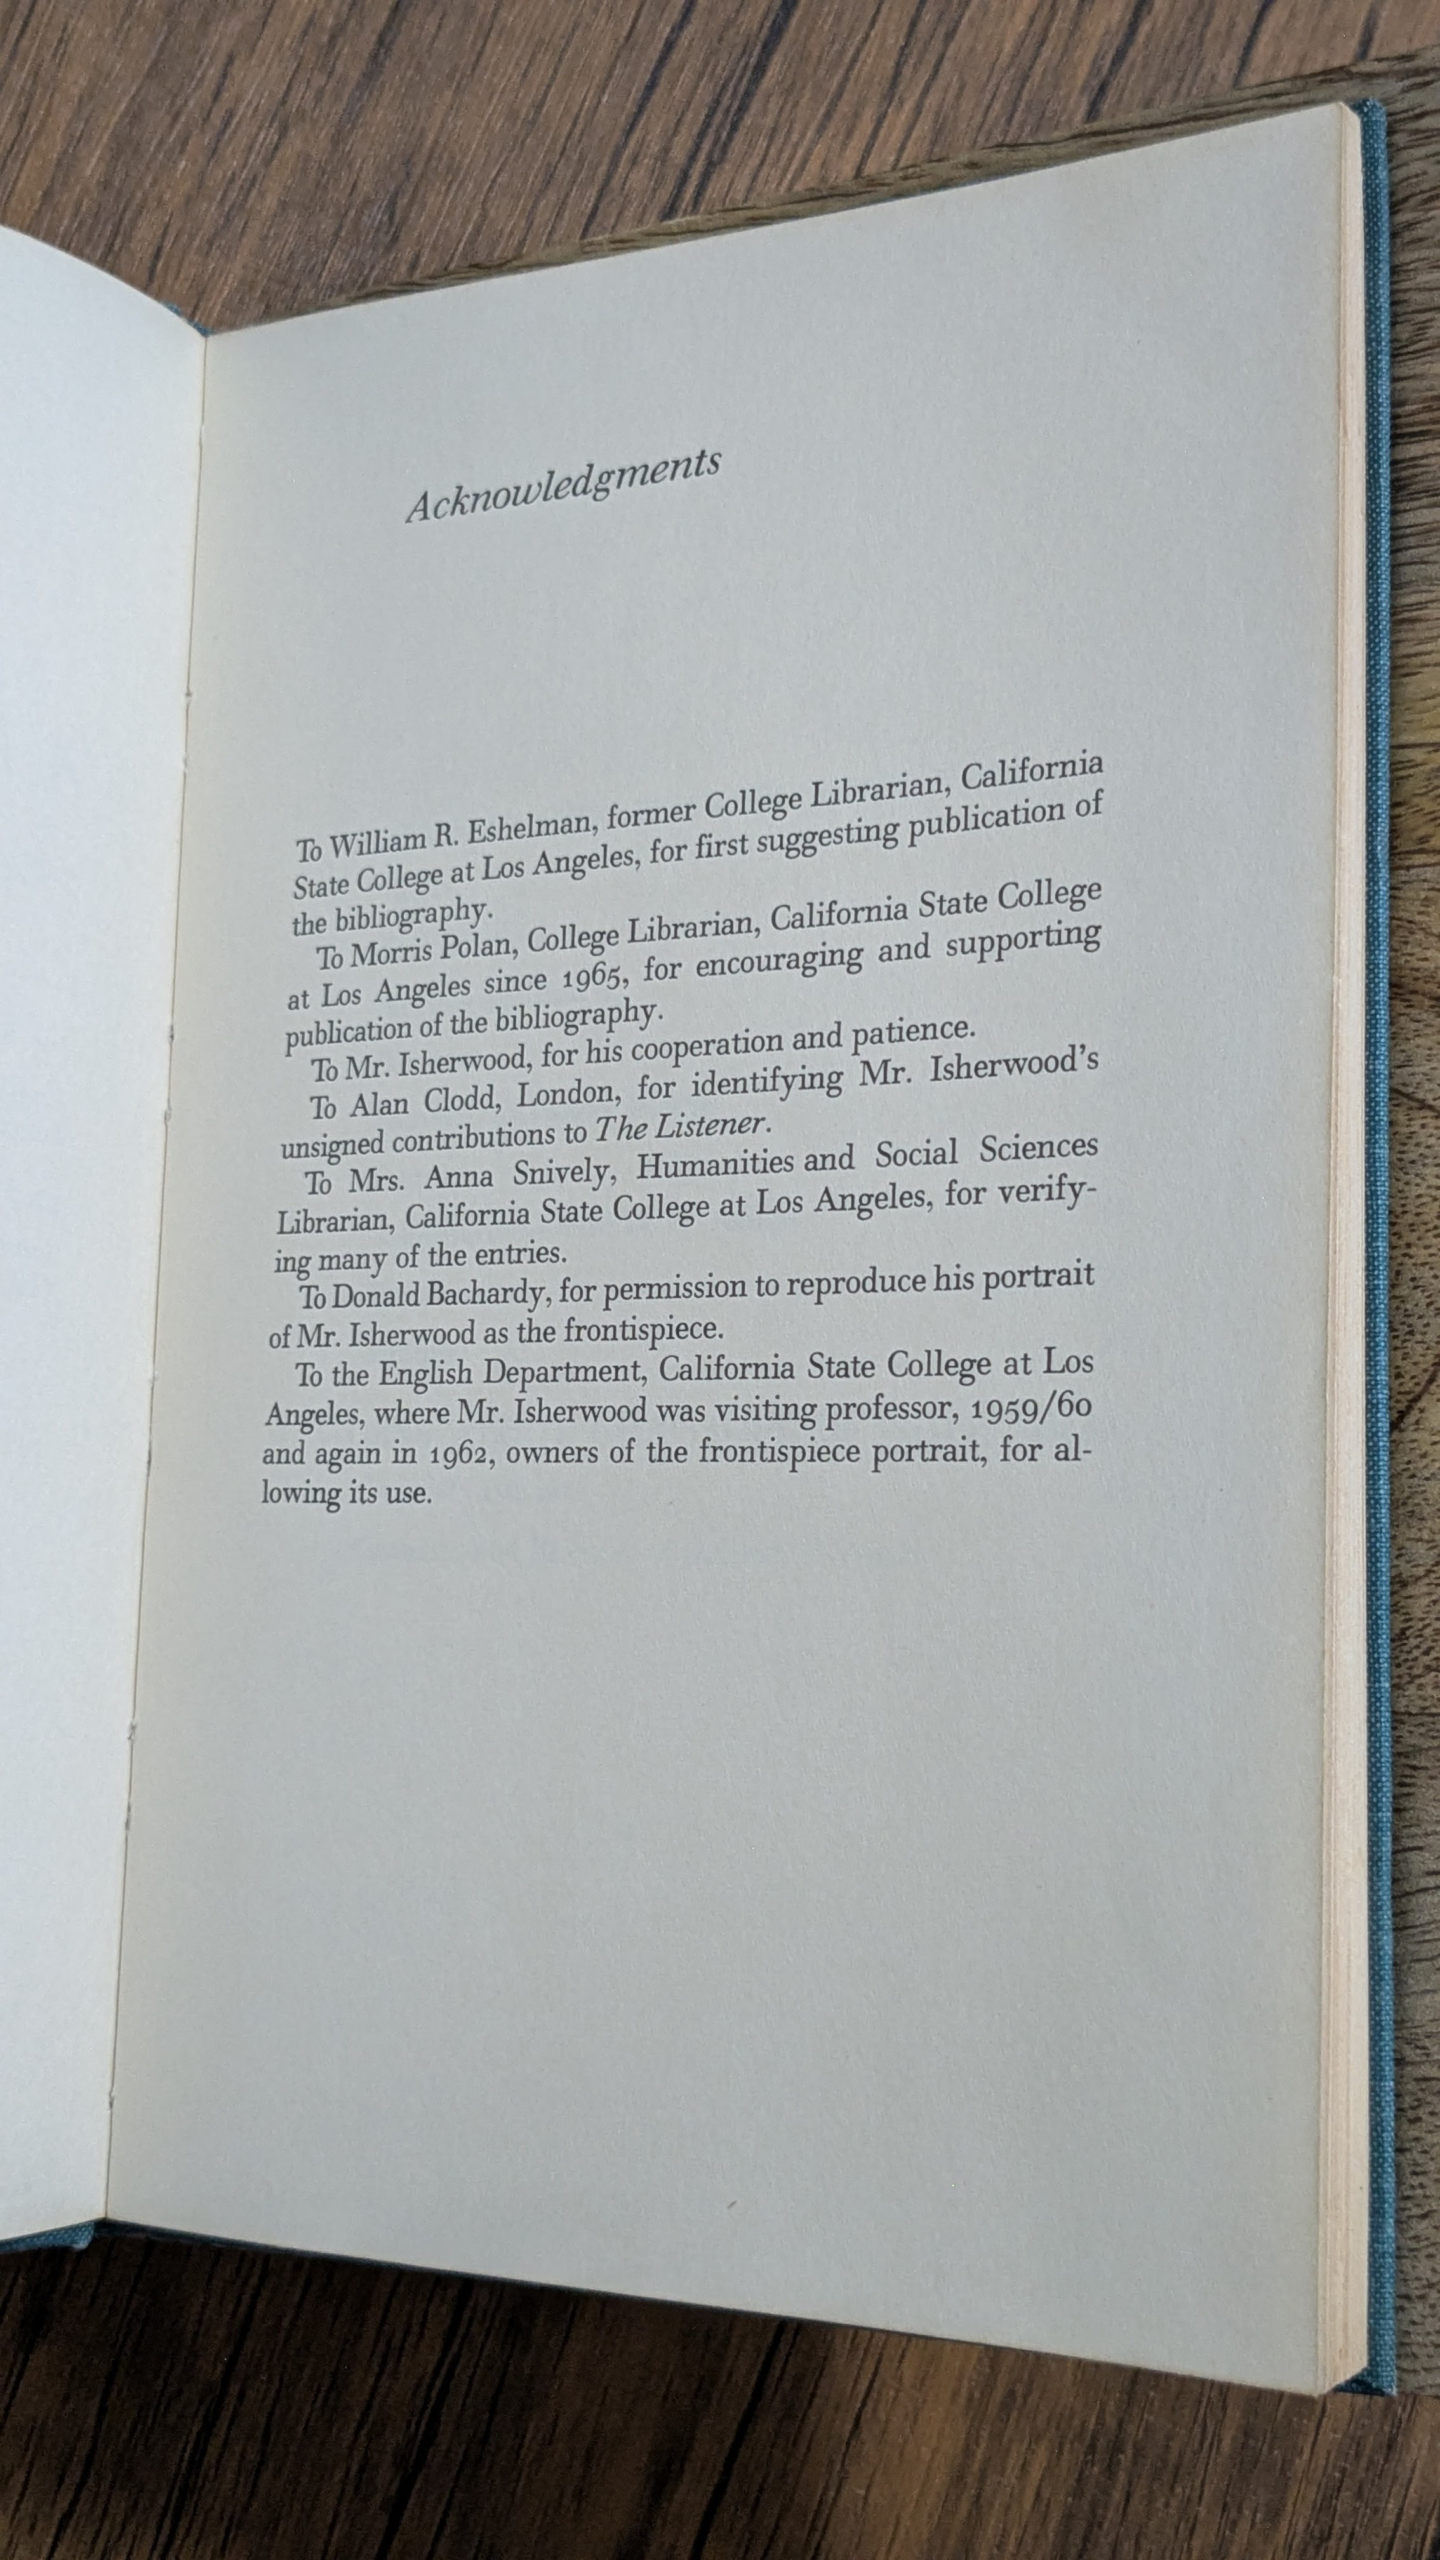 Acknowledgments
To William R. Eshelman, former College Librarian, California
State College at Los Angeles, for first suggesting publication of
the bibliography.
To Morris Polan, College Librarian, California State College
at Los Angeles since 1965, for encouraging and supporting
publication of the bibliography.
To Mr. Isherwood, for his cooperation and patience.
To Alan Clodd, London, for identifying Mr. Isherwood's
unsigned contributions to The Listener.
To Mrs. Anna Snively, Humanities and Social Sciences
Librarian, California State College at Los Angeles, for verify-
ing many of the entries.
To Donald Bachardy, for permission to reproduce his portrait
of Mr. Isherwood as the frontispiece.
To the English Department, California State College at Los
Angeles, where Mr. Isherwood was visiting professor, 1959/60
and again in 1962, owners of the frontispiece portrait, for al-
lowing its use.